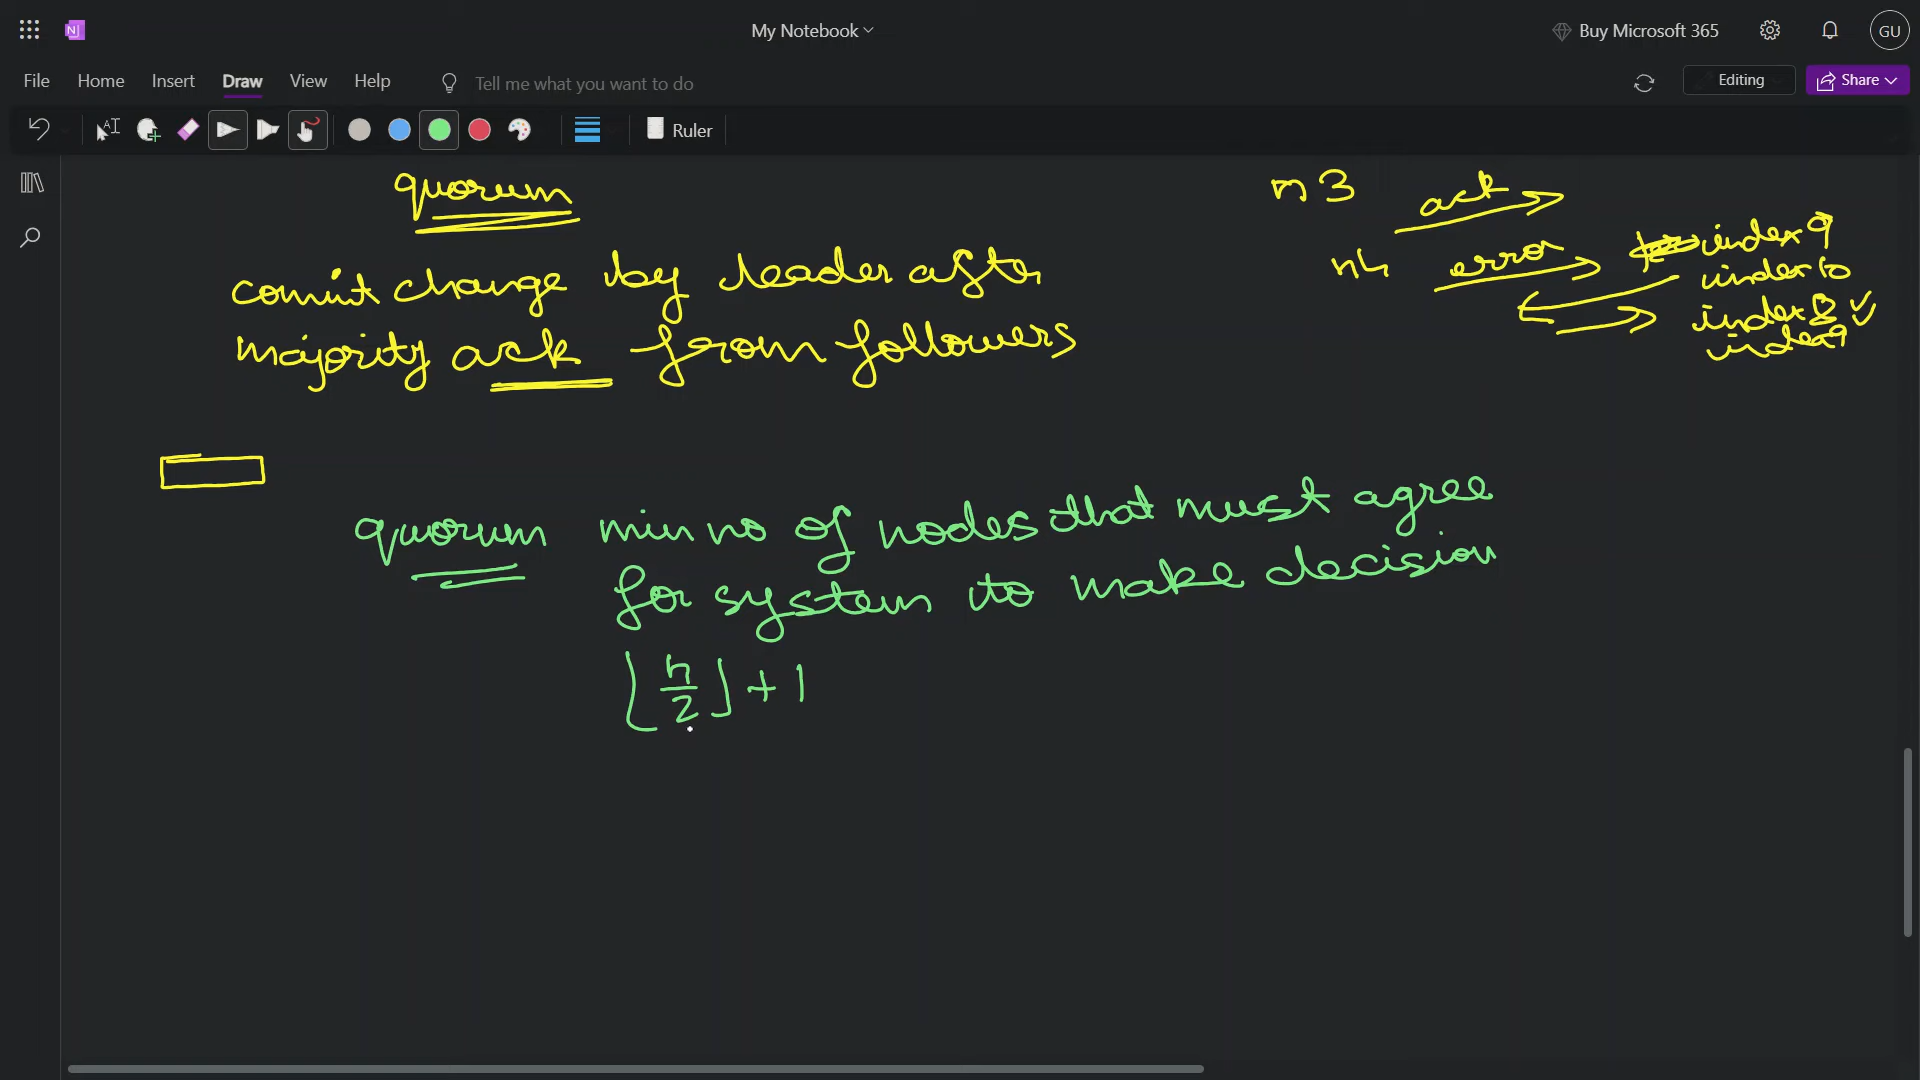 My Notebook
Buy Microsoft 365
GU
File Home Insert Draw View Help
Tell me what you want to do
Editing
Share
Ruler
quorum
commit change by leader after
majority ack from followers
n3
ack
n4
error
index 9
index 10
index 8
index 9
quorum min no of nodes that must agree
for system to make decision
⌊n/2⌋ + 1